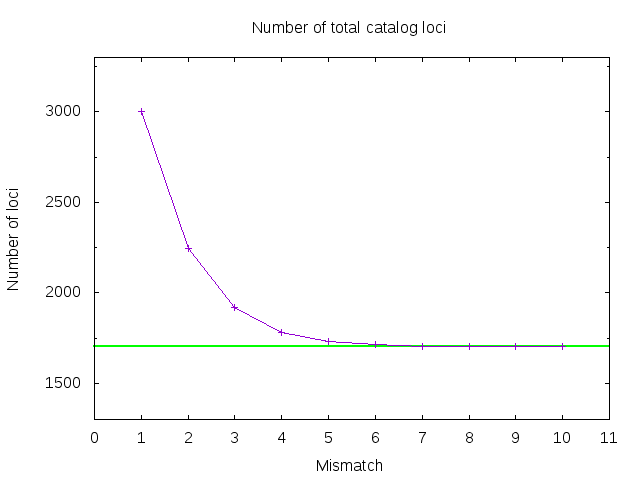 Number of total catalog loci
Number of loci
3000
2500
2000
1500
0 1 2 3 4 5 6 7 8 9 10 11
Mismatch